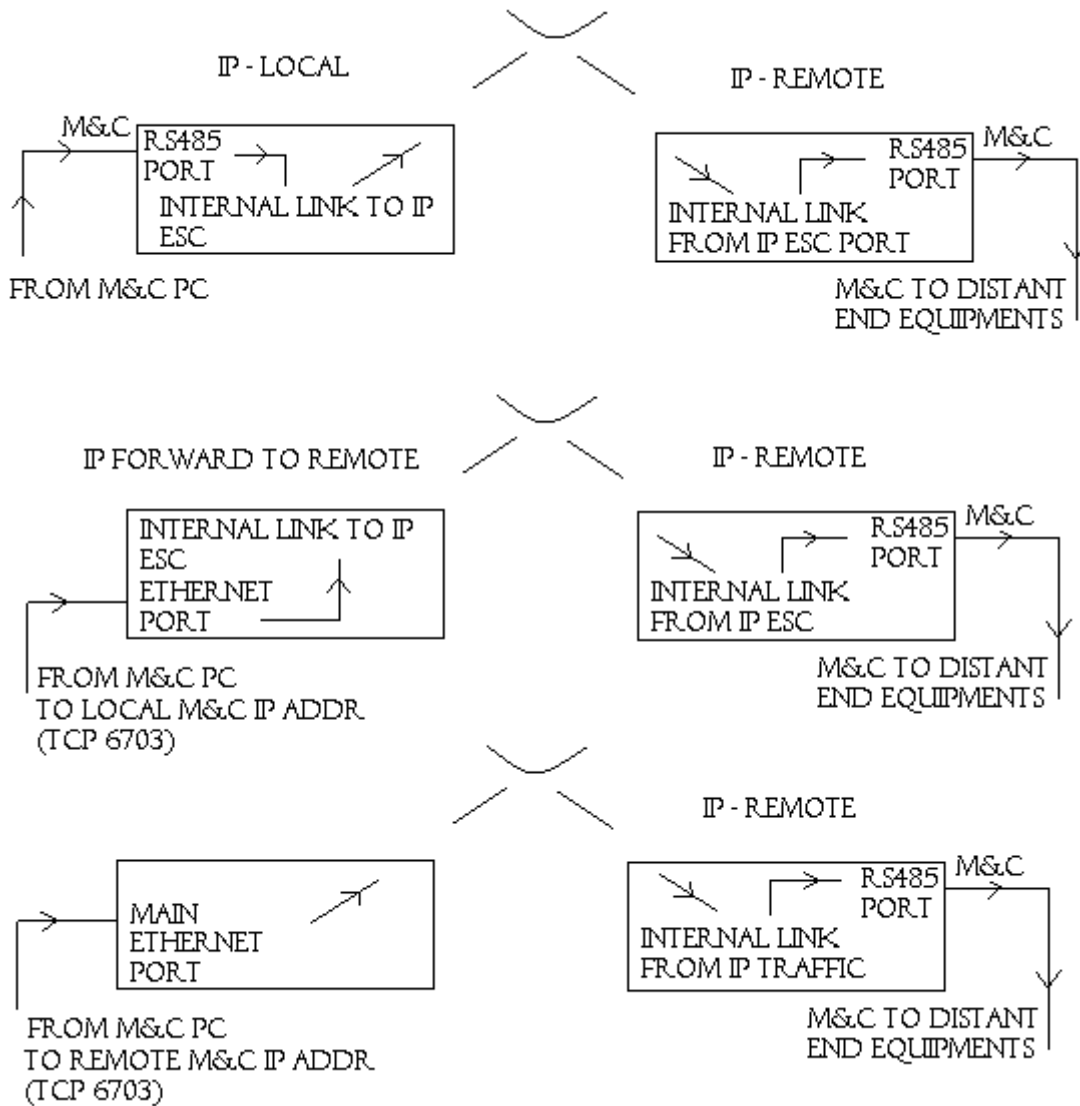 IP - LOCAL
IP - REMOTE
M&C
RS485
PORT
INTERNAL LINK TO IP
ESC
FROM M&C PC
RS485
PORT
M&C
INTERNAL LINK
FROM IP ESC PORT
M&C TO DISTANT
END EQUIPMENTS
IP FORWARD TO REMOTE
IP - REMOTE
INTERNAL LINK TO IP
ESC
ETHERNET
PORT
FROM M&C PC
TO LOCAL M&C IP ADDR
(TCP 6703)
RS485
PORT
M&C
INTERNAL LINK
FROM IP ESC
M&C TO DISTANT
END EQUIPMENTS
IP - REMOTE
MAIN
ETHERNET
PORT
FROM M&C PC
TO REMOTE M&C IP ADDR
(TCP 6703)
RS485
PORT
M&C
INTERNAL LINK
FROM IP TRAFFIC
M&C TO DISTANT
END EQUIPMENTS